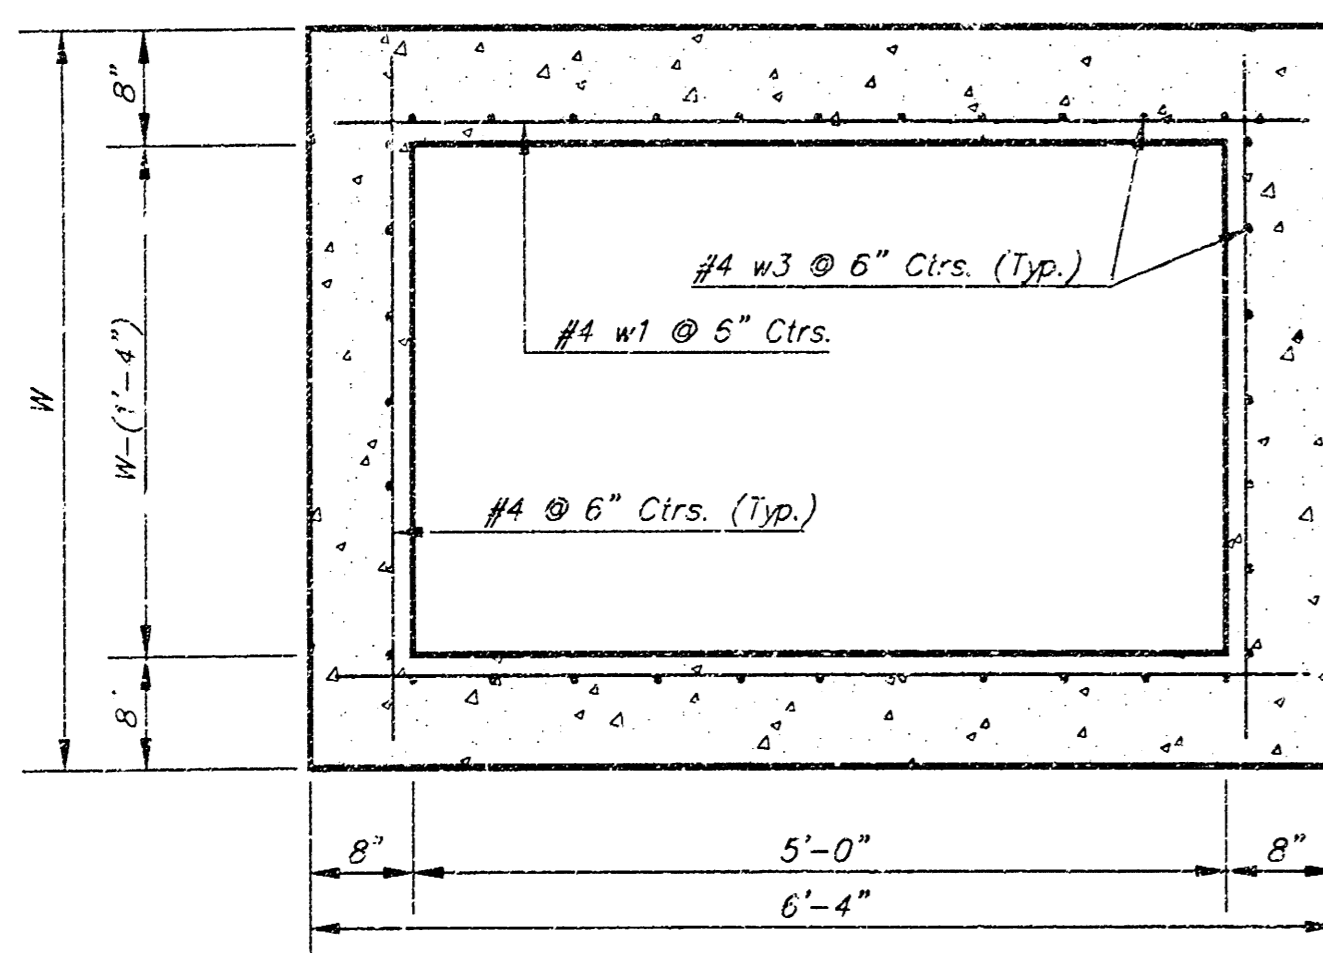 8"
#4 w3 @ 6" Ctrs. (Typ.)
#4 w1 @ 6" Ctrs.
W
W-(1'-4")
#4 @ 6" Ctrs. (Typ.)
8'
8"
5'-0"
8"
6'-4"